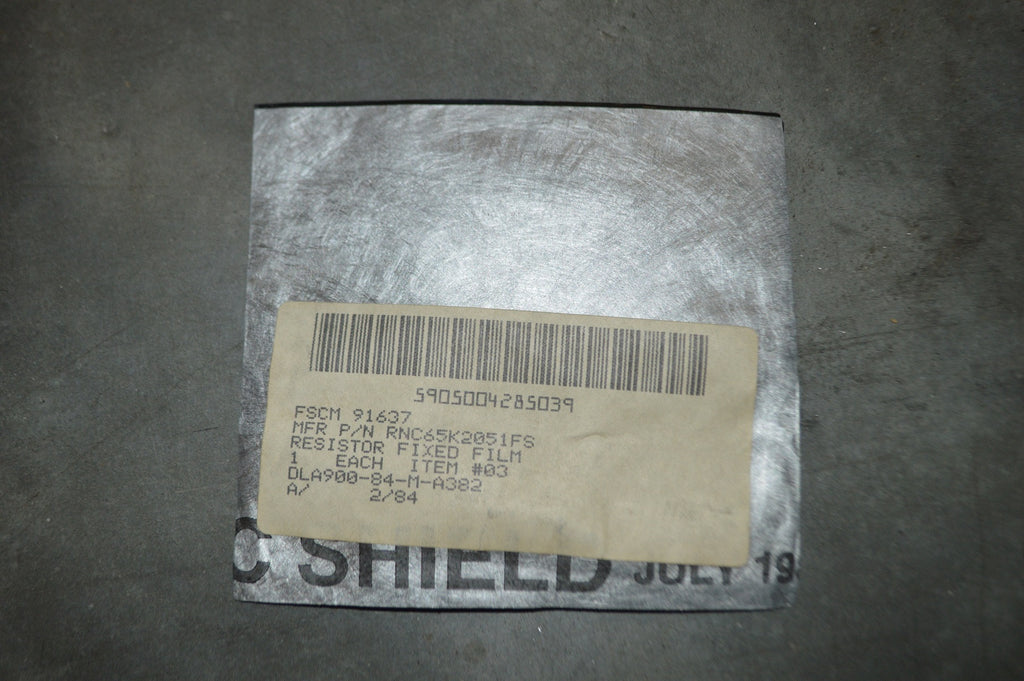 5905004285039
FSCM 91637
MFR P/N RNC65K2051FS
RESISTOR FIXED FILM
1 EACH ITEM #03
DLA900-84-M-A382
A/ 2/84
C SHIELD JULY 19